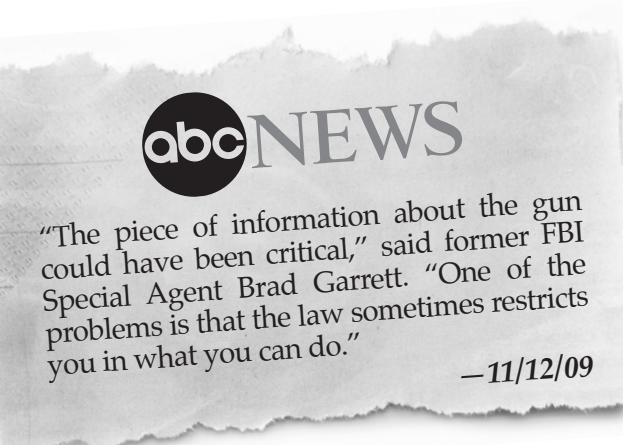 abc NEWS
“The piece of information about the gun
could have been critical,” said former FBI
Special Agent Brad Garrett. “One of the
problems is that the law sometimes restricts
you in what you can do.”
—11/12/09